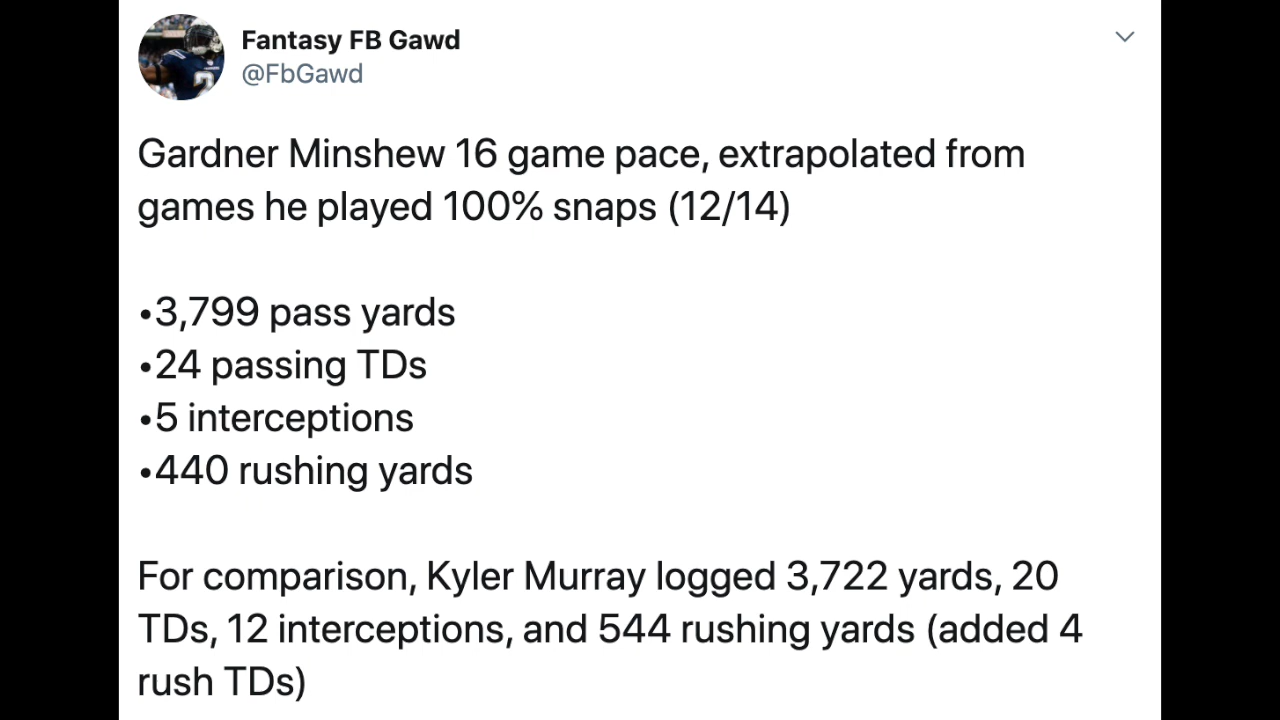 Fantasy FB Gawd
@FbGawd
Gardner Minshew 16 game pace, extrapolated from
games he played 100% snaps (12/14)
•3,799 pass yards
•24 passing TDs
•5 interceptions
•440 rushing yards
For comparison, Kyler Murray logged 3,722 yards, 20
TDs, 12 interceptions, and 544 rushing yards (added 4
rush TDs)